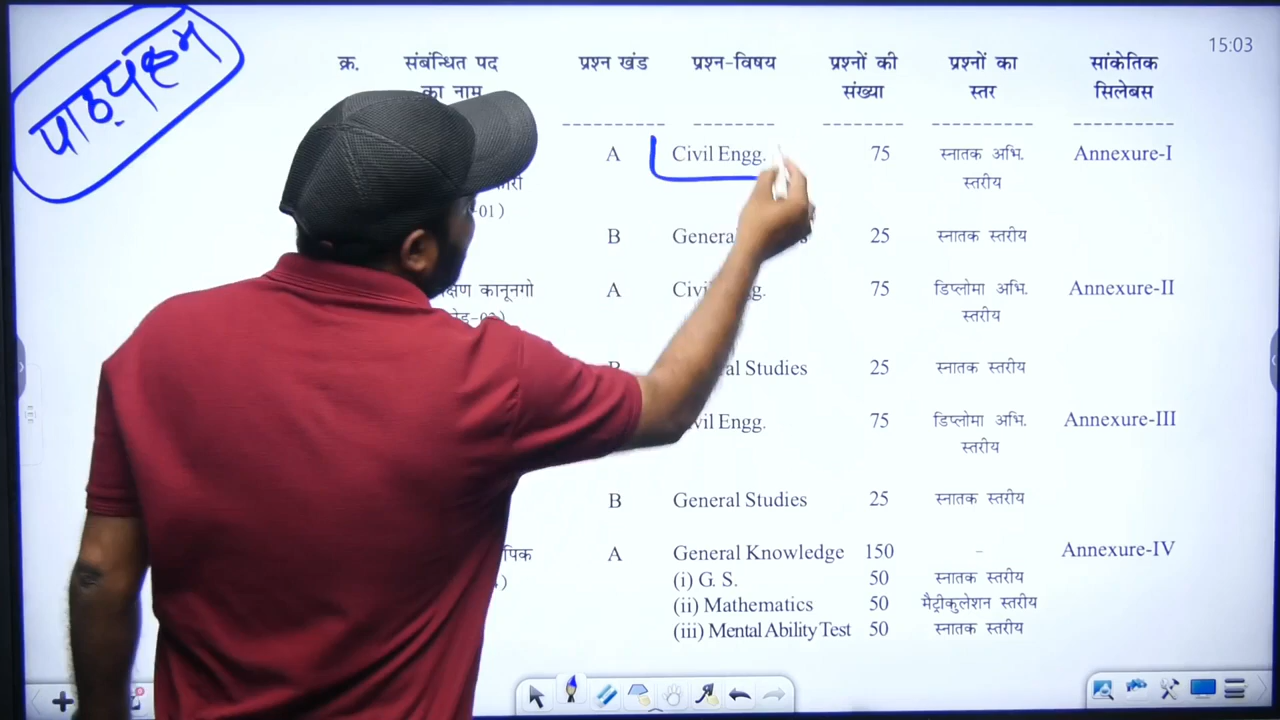 15:03
पाठ्यक्रम
क्र. संबंन्धित पद प्रश्न खंड प्रश्न-विषय प्रश्नों की प्रश्नों का सांकेतिक
का नाम संख्या स्तर सिलेबस
A Civil Engg. 75 स्नातक अभि. Annexure-I
स्तरीय
01)
B General 25 स्नातक स्तरीय
कानूनगो A 75 डिप्लोमा अभि. Annexure-II
स्तरीय
Studies 25 स्नातक स्तरीय
Engg. 75 डिप्लोमा अभि. Annexure-III
स्तरीय
B General Studies 25 स्नातक स्तरीय
A General Knowledge 150 - Annexure-IV
(i) G. S. 50 स्नातक स्तरीय
(ii) Mathematics 50 मैट्रीकुलेशन स्तरीय
(iii) Mental Ability Test 50 स्नातक स्तरीय